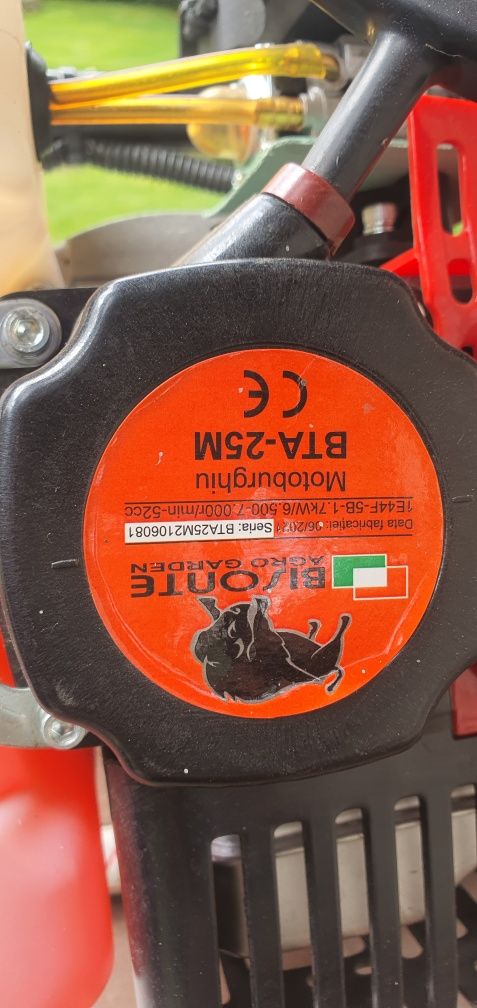 BISONTE
AGRO GARDEN
Data fabricatiei: 06/2021 Seria: BTA25M2106081
1E44F-5B-1.7kW/6.500-7.000r/min-52cc
Motoburghiu
BTA-25M
CE